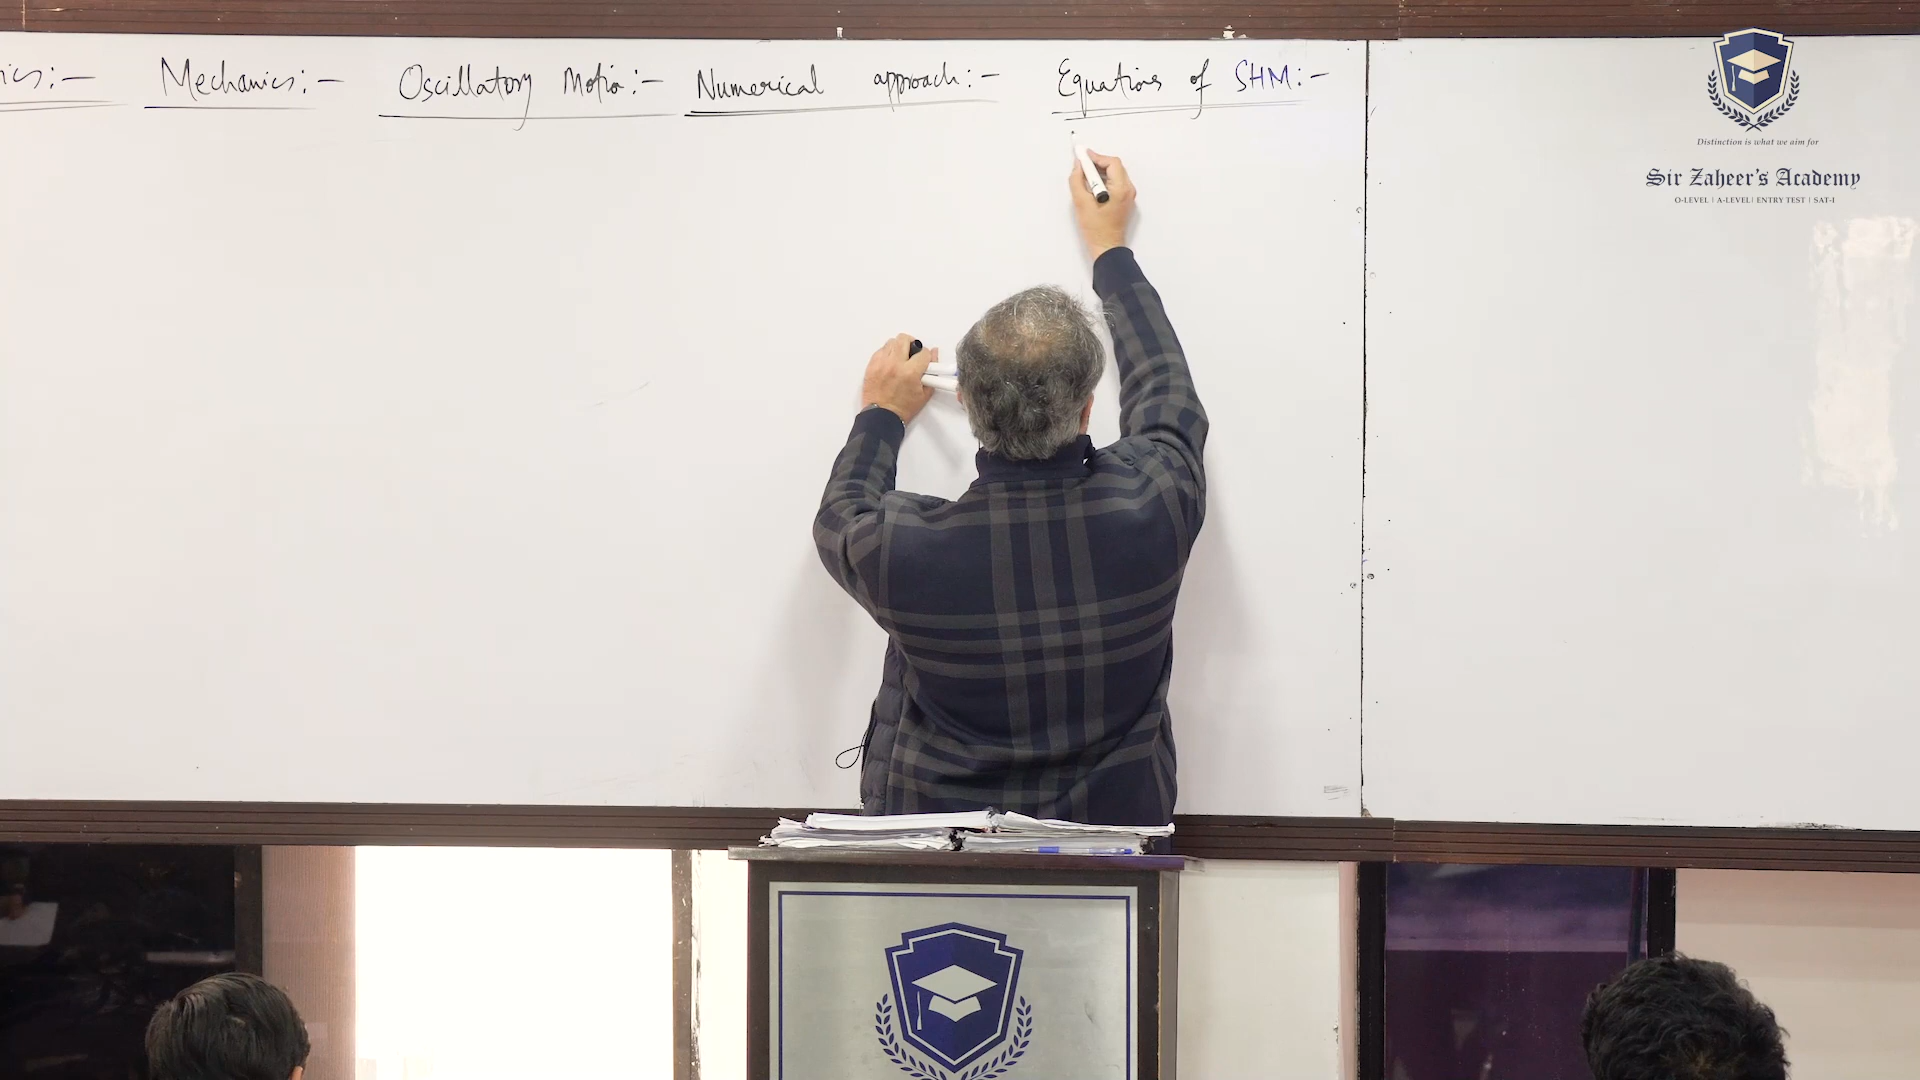 ics:- Mechanics:- Oscillatory Motion:- Numerical approach:- Equations of SHM:-
Distinction is what we aim for
Sir Zaheer's Academy
O-LEVEL | A-LEVEL | ENTRY TEST | SAT-I